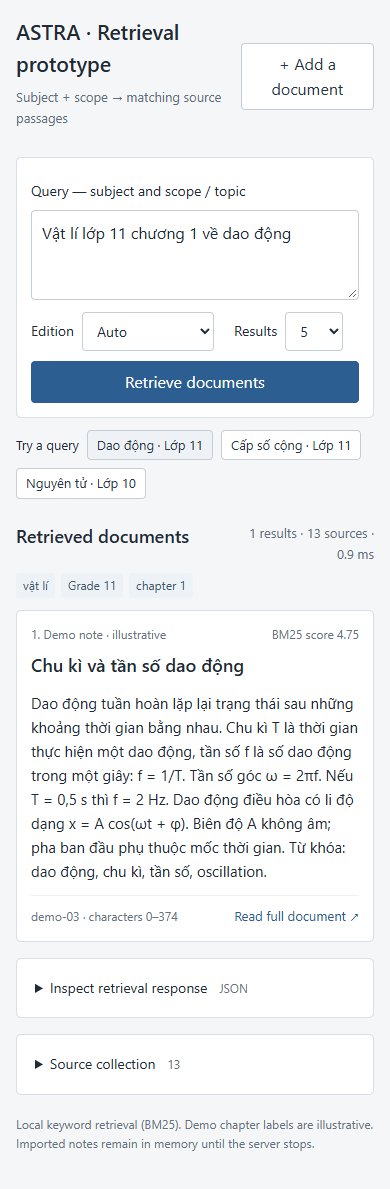 ASTRA · Retrieval
prototype
Subject + scope → matching source
passages
+ Add a
document
Query — subject and scope / topic
Vật lí lớp 11 chương 1 về dao động
Edition Auto Results 5
Retrieve documents
Try a query Dao động · Lớp 11 Cấp số cộng · Lớp 11
Nguyên tử · Lớp 10
Retrieved documents
1 results · 13 sources ·
0.9 ms
vật lí Grade 11 chapter 1
1. Demo note · illustrative BM25 score 4.75
Chu kì và tần số dao động
Dao động tuần hoàn lặp lại trạng thái sau những
khoảng thời gian bằng nhau. Chu kì T là thời gian
thực hiện một dao động, tần số f là số dao động
trong một giây: f = 1/T. Tần số góc ω = 2πf. Nếu
T = 0,5 s thì f = 2 Hz. Dao động điều hòa có li độ
dạng x = A cos(ωt + φ). Biên độ A không âm;
pha ban đầu phụ thuộc mốc thời gian. Từ khóa:
dao động, chu kì, tần số, oscillation.
demo-03 · characters 0–374 Read full document ↗
▶ Inspect retrieval response JSON
▶ Source collection 13
Local keyword retrieval (BM25). Demo chapter labels are illustrative.
Imported notes remain in memory until the server stops.